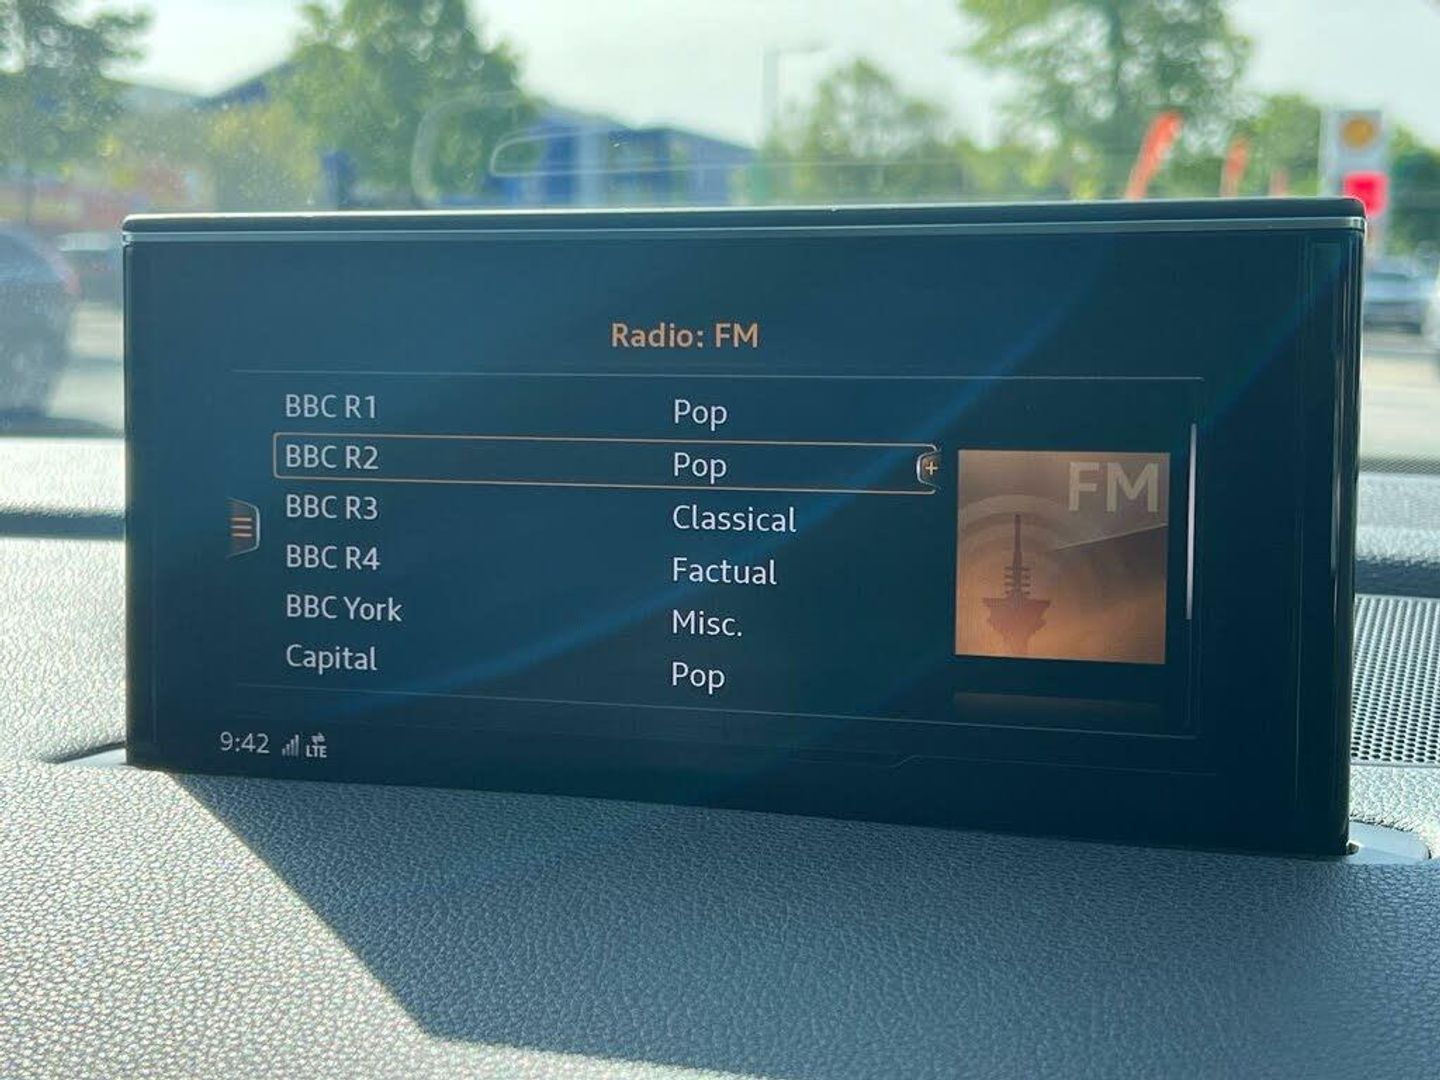 Radio: FM
BBC R1 Pop
BBC R2 Pop
BBC R3 Classical
BBC R4 Factual
BBC York Misc.
Capital Pop
FM
9:42 LTE